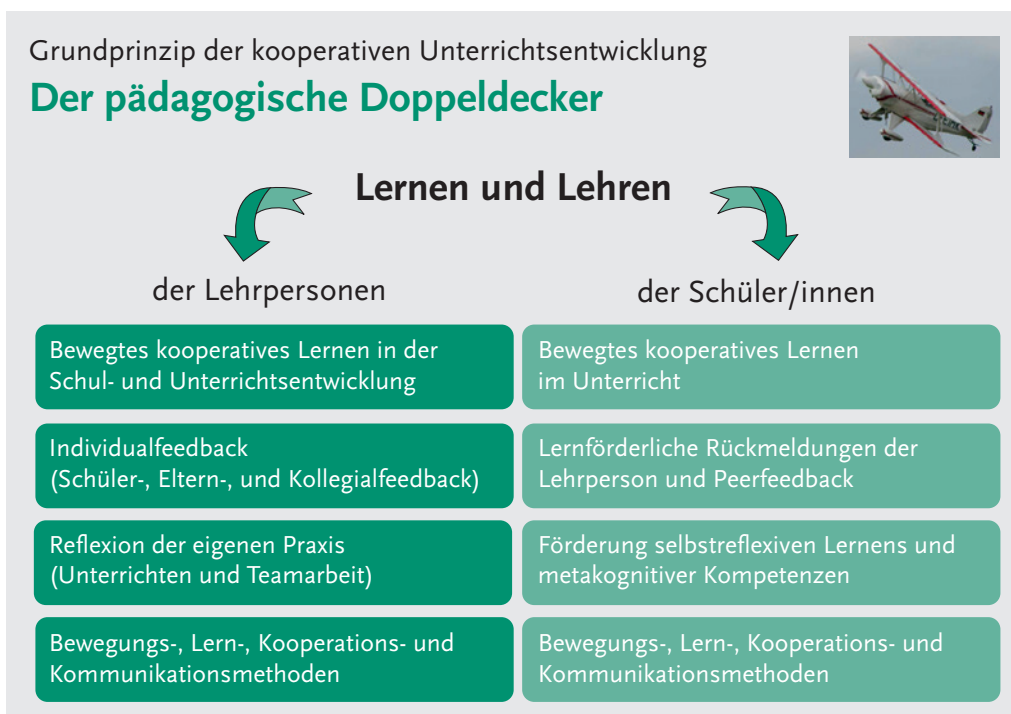 Grundprinzip der kooperativen Unterrichtsentwicklung
Der pädagogische Doppeldecker
Lernen und Lehren
der Lehrpersonen
der Schüler/innen
Bewegtes kooperatives Lernen in der
Schul- und Unterrichtsentwicklung
Bewegtes kooperatives Lernen
im Unterricht
Individualfeedback
(Schüler-, Eltern-, und Kollegialfeedback)
Lernförderliche Rückmeldungen der
Lehrperson und Peerfeedback
Reflexion der eigenen Praxis
(Unterrichten und Teamarbeit)
Förderung selbstreflexiven Lernens und
metakognitiver Kompetenzen
Bewegungs-, Lern-, Kooperations- und
Kommunikationsmethoden
Bewegungs-, Lern-, Kooperations- und
Kommunikationsmethoden